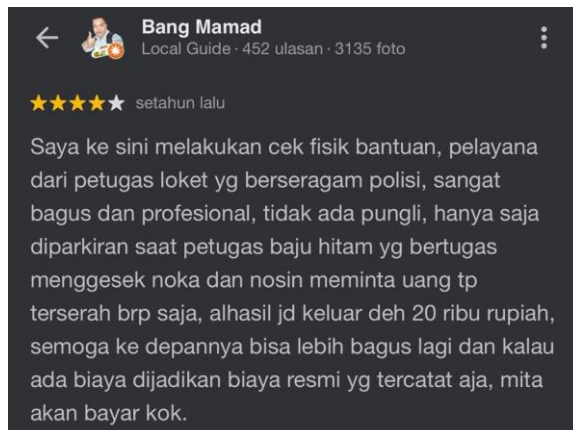 Bang Mamad
Local Guide · 452 ulasan · 3135 foto
setahun lalu
Saya ke sini melakukan cek fisik bantuan, pelayana
dari petugas loket yg berseragam polisi, sangat
bagus dan profesional, tidak ada pungli, hanya saja
diparkiran saat petugas baju hitam yg bertugas
menggesek noka dan nosin meminta uang tp
terserah brp saja, alhasil jd keluar deh 20 ribu rupiah,
semoga ke depannya bisa lebih bagus lagi dan kalau
ada biaya dijadikan biaya resmi yg tercatat aja, mita
akan bayar kok.